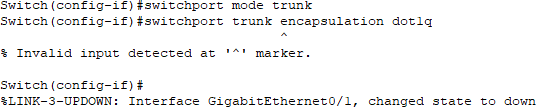 Switch(config-if)#switchport mode trunk
Switch(config-if)#switchport trunk encapsulation dot1q
^
% Invalid input detected at '^' marker.
Switch(config-if)#
%LINK-3-UPDOWN: Interface GigabitEthernet0/1, changed state to down